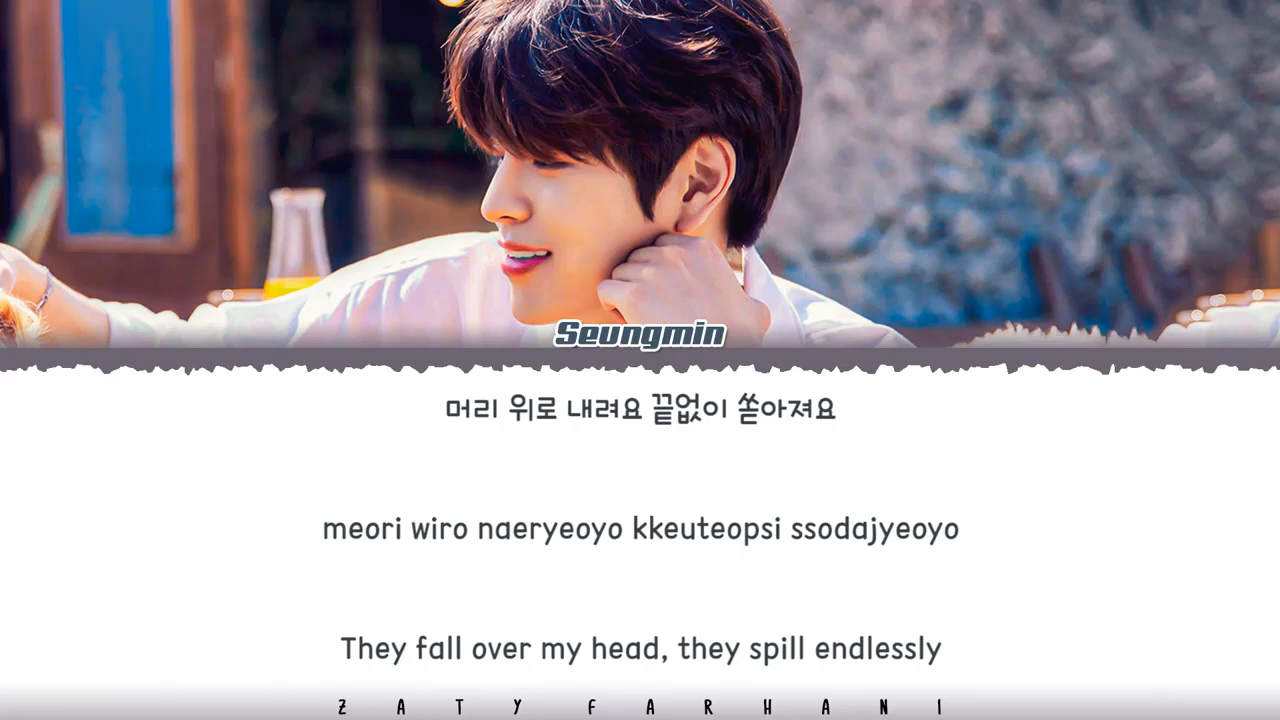 Seungmin
머리 위로 내려요 끝없이 쏟아져요
meori wiro naeryeoyo kkeuteopsi ssodajyeoyo
They fall over my head, they spill endlessly
ZATY FARHANI